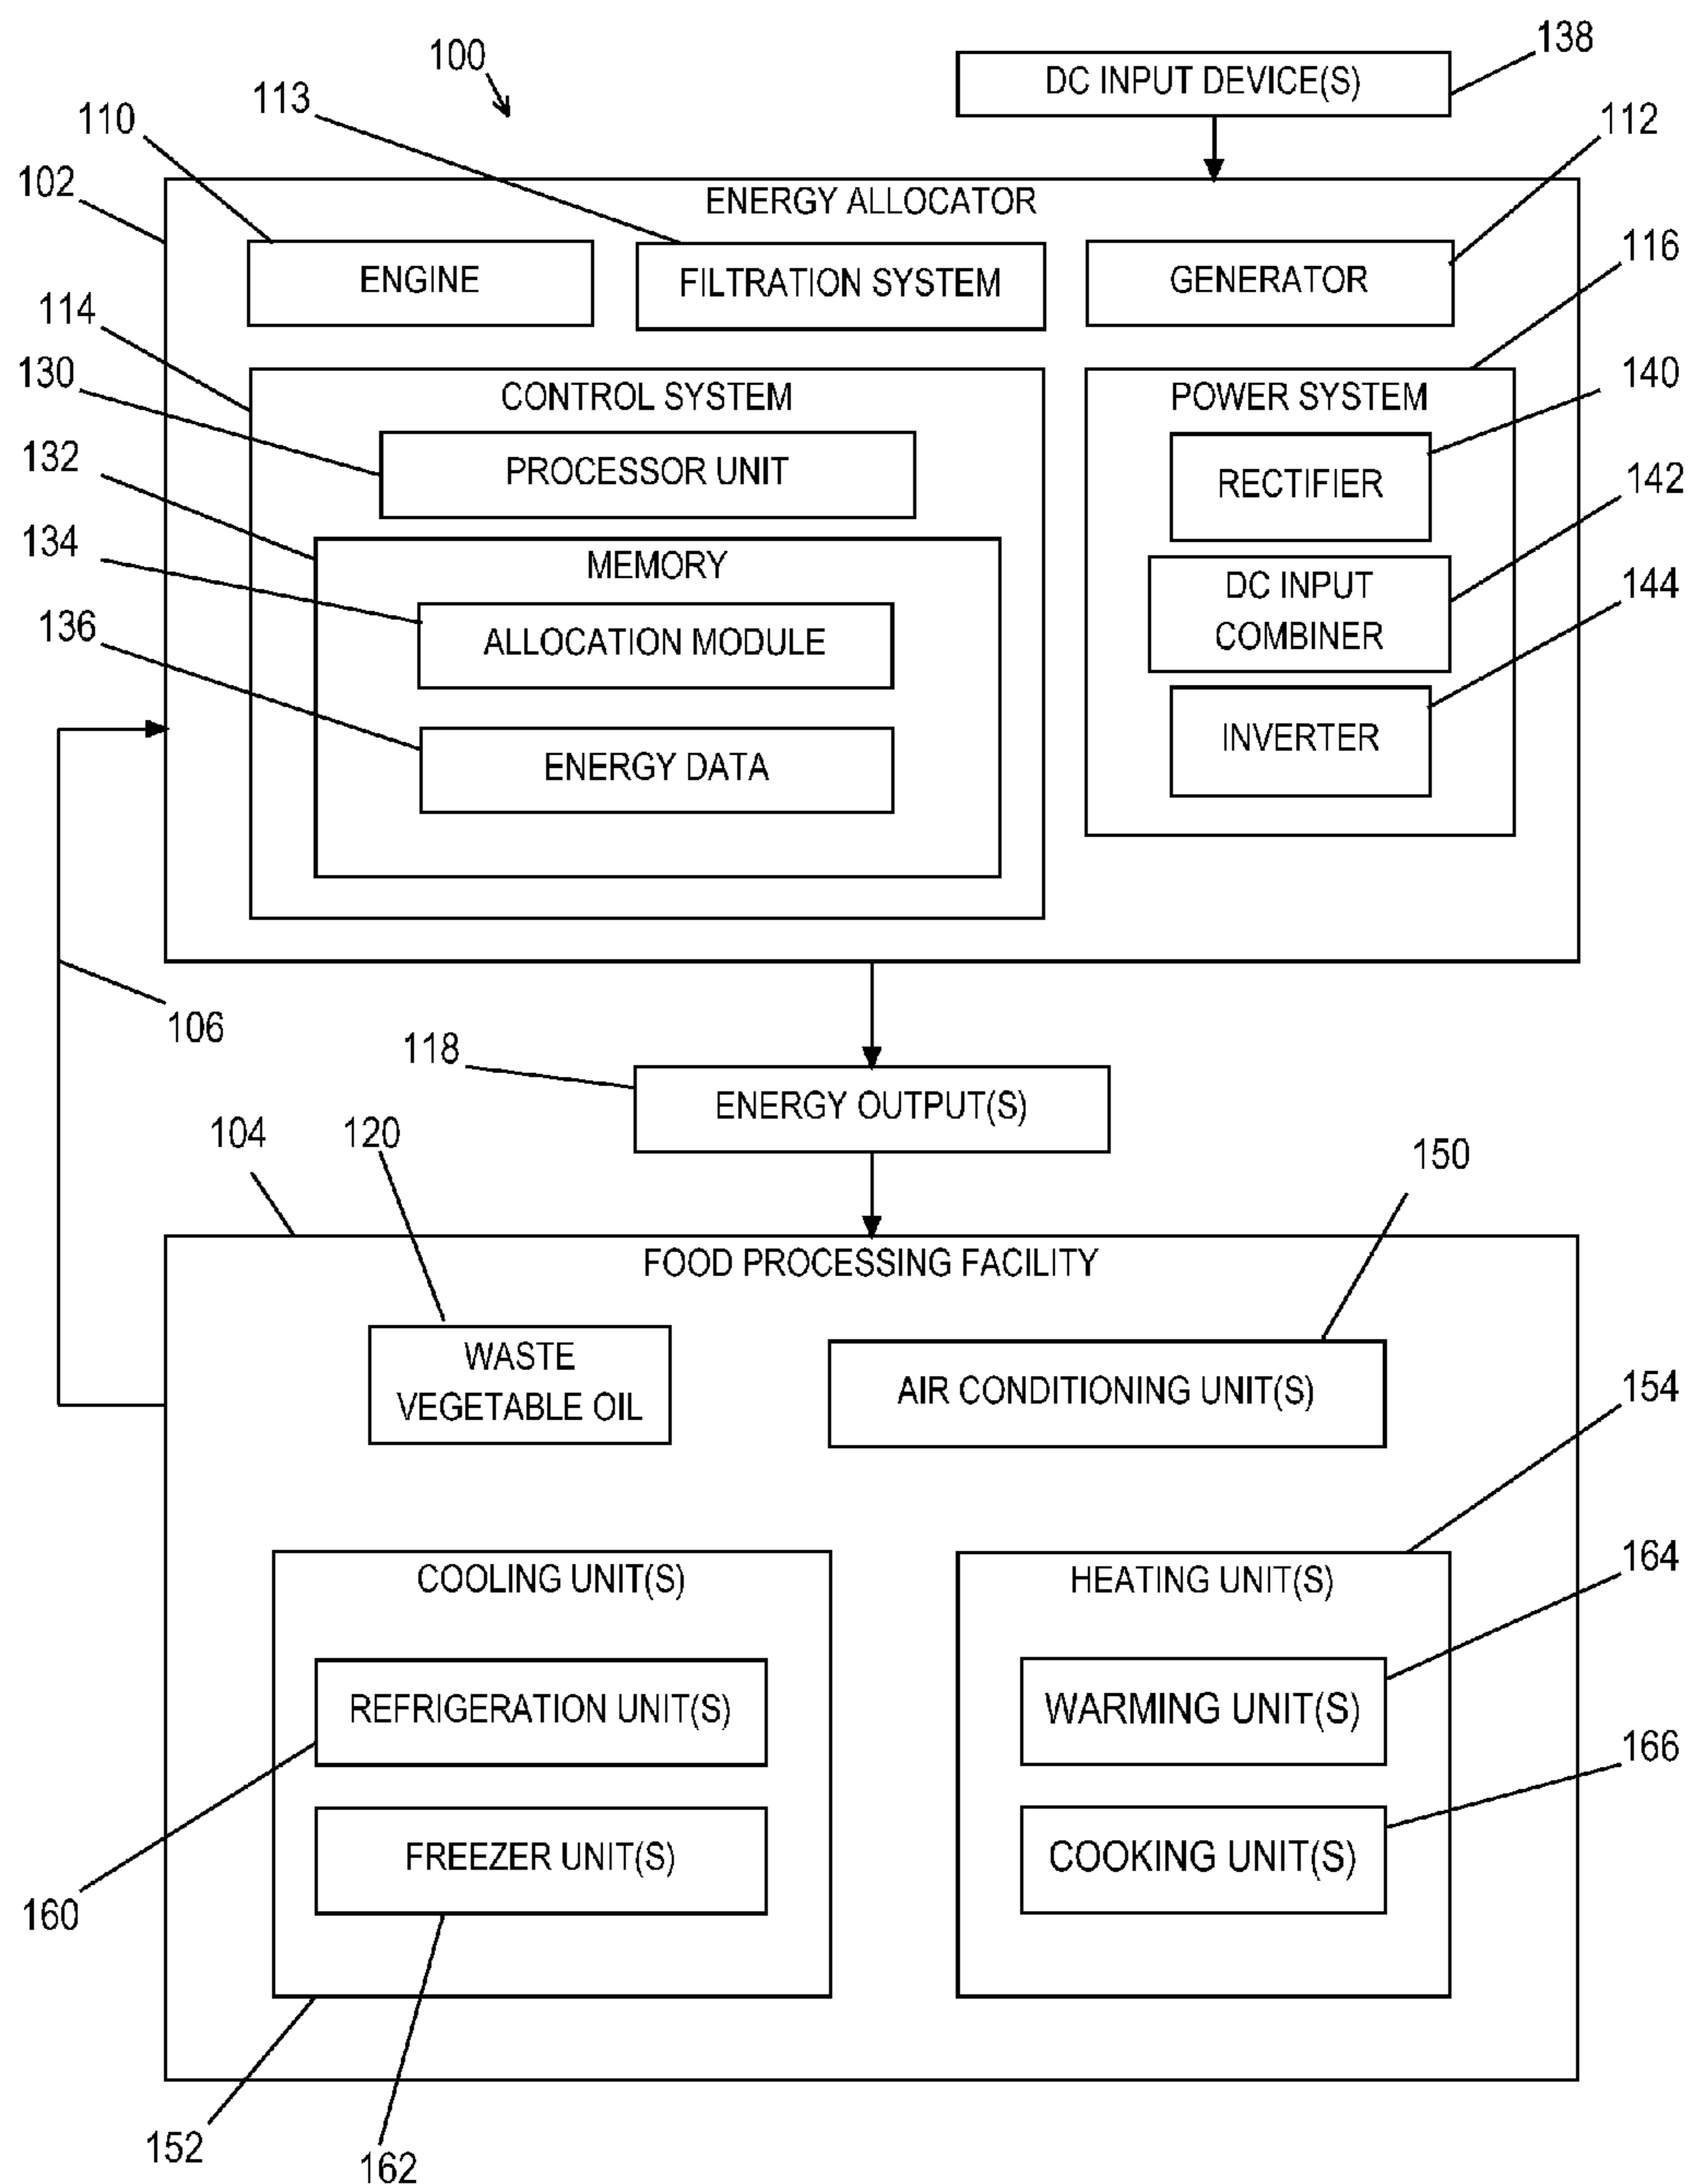 100
138
DC INPUT DEVICE(S)
113
110
112
102
ENERGY ALLOCATOR
116
ENGINE
FILTRATION SYSTEM
GENERATOR
114
130
CONTROL SYSTEM
POWER SYSTEM
140
132
PROCESSOR UNIT
RECTIFIER
142
134
MEMORY
DC INPUT
COMBINER
144
136
ALLOCATION MODULE
INVERTER
ENERGY DATA
106
118
ENERGY OUTPUT(S)
104
120
150
FOOD PROCESSING FACILITY
WASTE
VEGETABLE OIL
AIR CONDITIONING UNIT(S)
154
COOLING UNIT(S)
HEATING UNIT(S)
164
REFRIGERATION UNIT(S)
WARMING UNIT(S)
166
FREEZER UNIT(S)
COOKING UNIT(S)
160
152
162